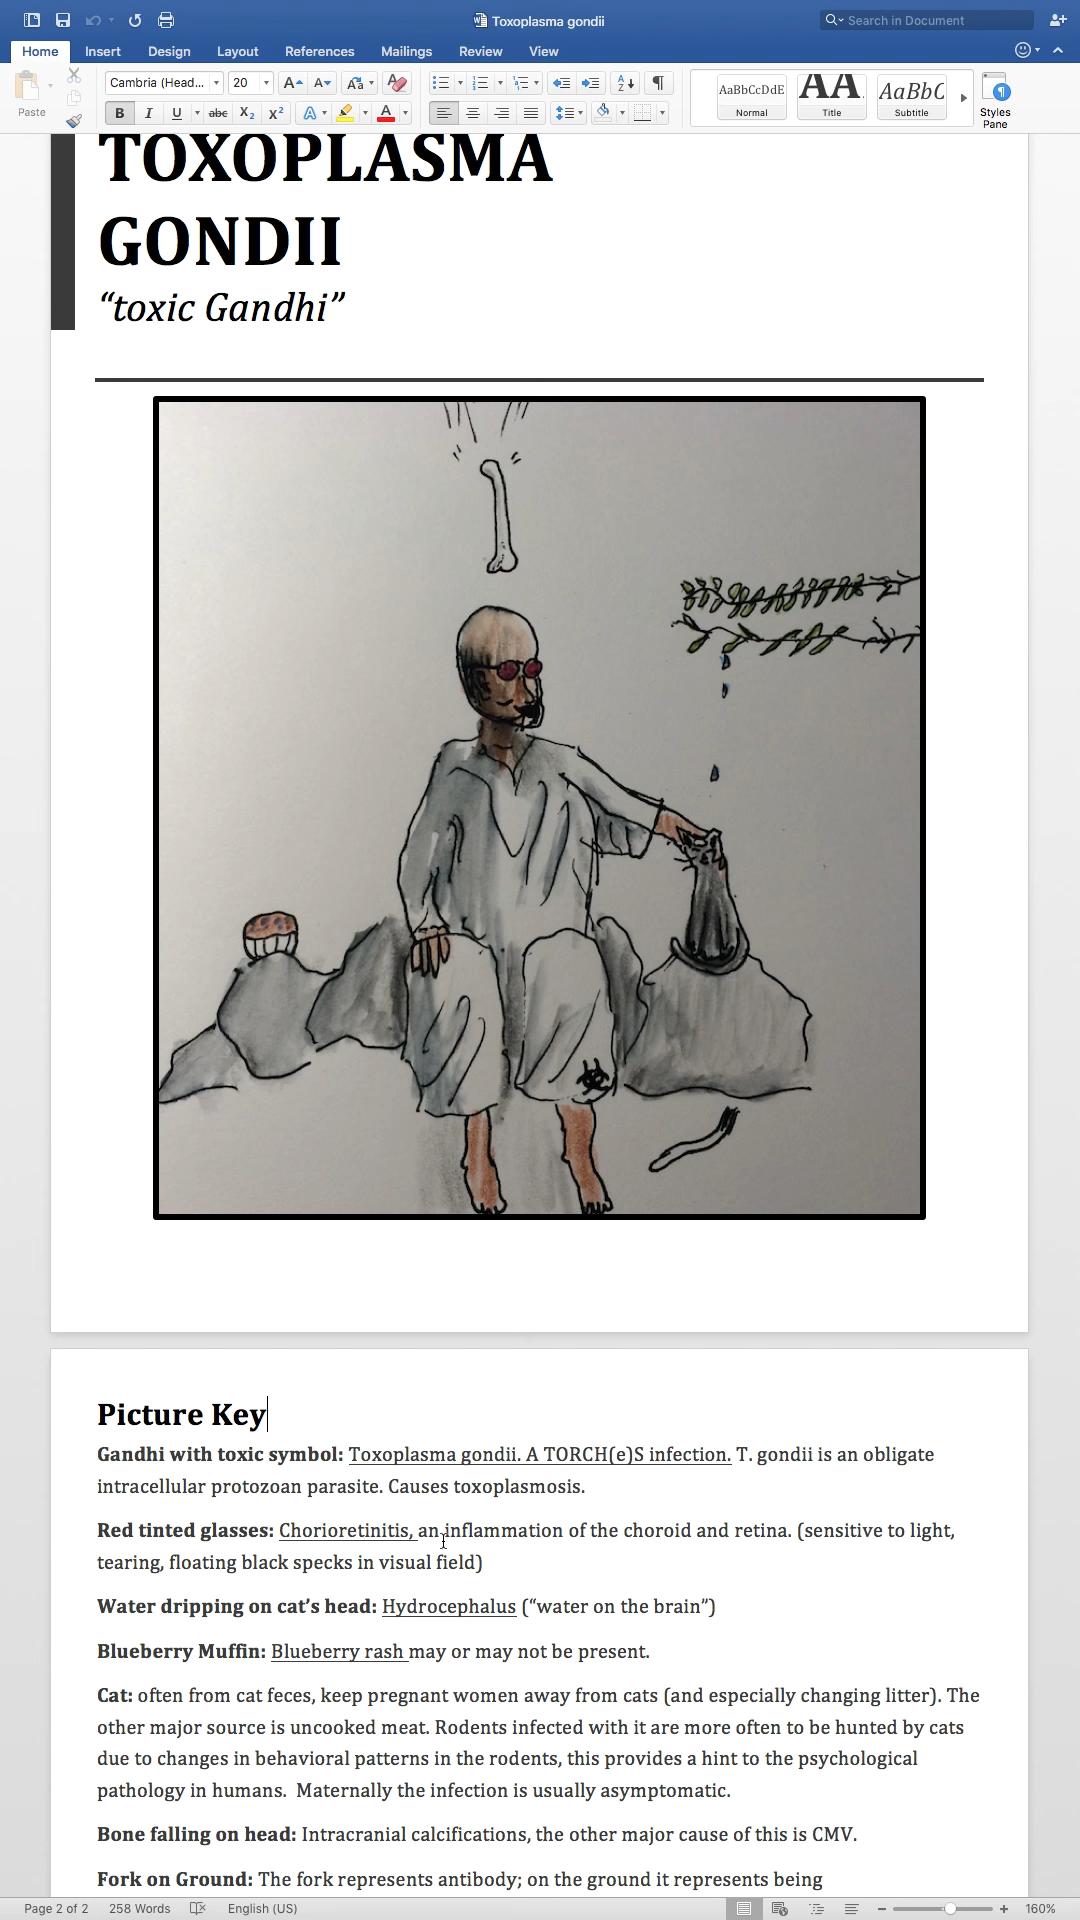 Toxoplasma gondii
Search in Document
Home Insert Design Layout References Mailings Review View
Paste
Cambria (Head... 20
AaBbCcDdE
Normal
AA
Title
AaBbC
Subtitle
Styles
Pane
TOXOPLASMA
GONDII
“toxic Gandhi”
Picture Key
Gandhi with toxic symbol: Toxoplasma gondii. A TORCH(e)S infection. T. gondii is an obligate
intracellular protozoan parasite. Causes toxoplasmosis.
Red tinted glasses: Chorioretinitis, an inflammation of the choroid and retina. (sensitive to light,
tearing, floating black specks in visual field)
Water dripping on cat’s head: Hydrocephalus (“water on the brain”)
Blueberry Muffin: Blueberry rash may or may not be present.
Cat: often from cat feces, keep pregnant women away from cats (and especially changing litter). The
other major source is uncooked meat. Rodents infected with it are more often to be hunted by cats
due to changes in behavioral patterns in the rodents, this provides a hint to the psychological
pathology in humans. Maternally the infection is usually asymptomatic.
Bone falling on head: Intracranial calcifications, the other major cause of this is CMV.
Fork on Ground: The fork represents antibody; on the ground it represents being
Page 2 of 2 258 Words English (US) 160%